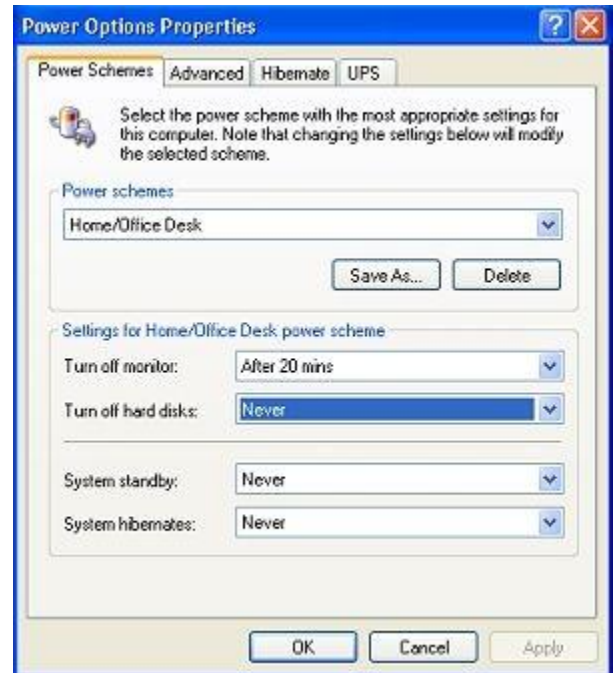 Power Options Properties
Power Schemes Advanced Hibernate UPS
Select the power scheme with the most appropriate settings for
this computer. Note that changing the settings below will modify
the selected scheme.
Power schemes
Home/Office Desk
Save As... Delete
Settings for Home/Office Desk power scheme
Turn off monitor: After 20 mins
Turn off hard disks: Never
System standby: Never
System hibernates: Never
OK Cancel Apply